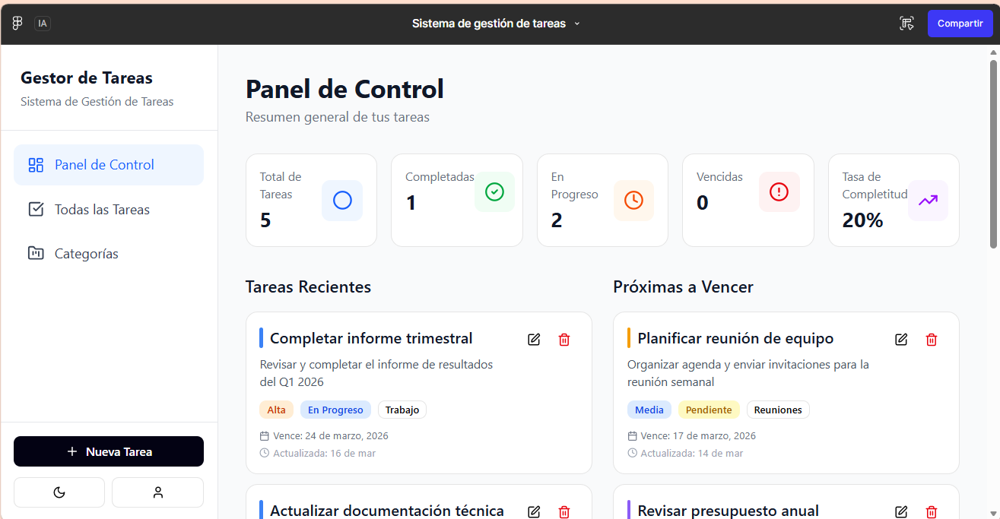 IA
Sistema de gestión de tareas
Compartir
Gestor de Tareas
Sistema de Gestión de Tareas
Panel de Control
Todas las Tareas
Categorías
Nueva Tarea
Panel de Control
Resumen general de tus tareas
Total de
Tareas
5
Completadas
1
En
Progreso
2
Vencidas
0
Tasa de
Completitud
20%
Tareas Recientes
Completar informe trimestral
Revisar y completar el informe de resultados
del Q1 2026
Alta
En Progreso
Trabajo
Vence: 24 de marzo, 2026
Actualizada: 16 de mar
Actualizar documentación técnica
Próximas a Vencer
Planificar reunión de equipo
Organizar agenda y enviar invitaciones para la
reunión semanal
Media
Pendiente
Reuniones
Vence: 17 de marzo, 2026
Actualizada: 14 de mar
Revisar presupuesto anual